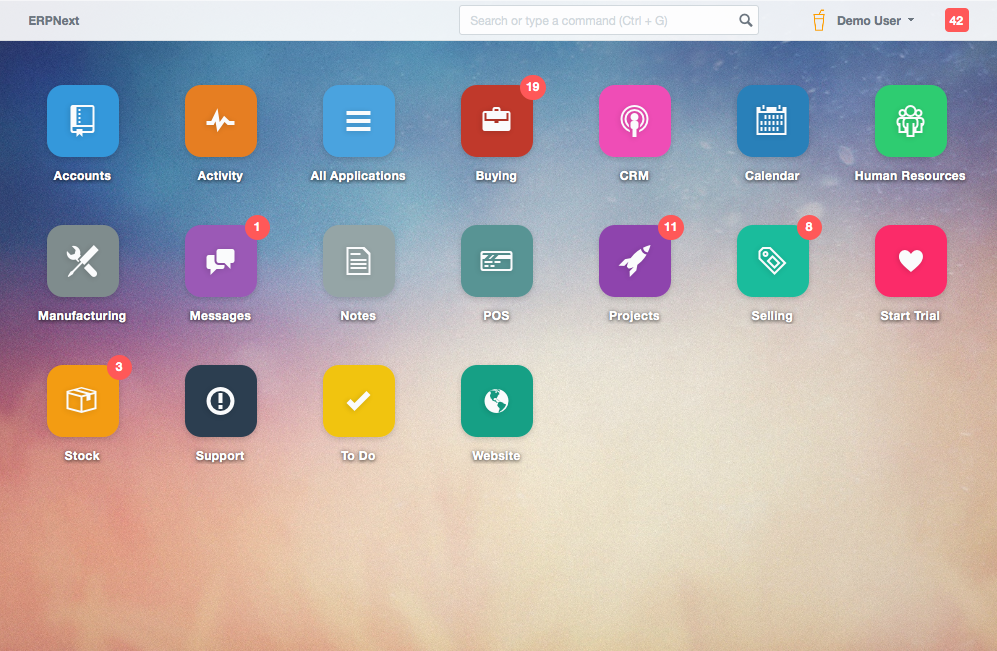 ERPNext
Search or type a command (Ctrl + G)
Demo User
42
19
Accounts
Activity
All Applications
Buying
CRM
Calendar
Human Resources
1
11
8
Manufacturing
Messages
Notes
POS
Projects
Selling
Start Trial
3
Stock
Support
To Do
Website